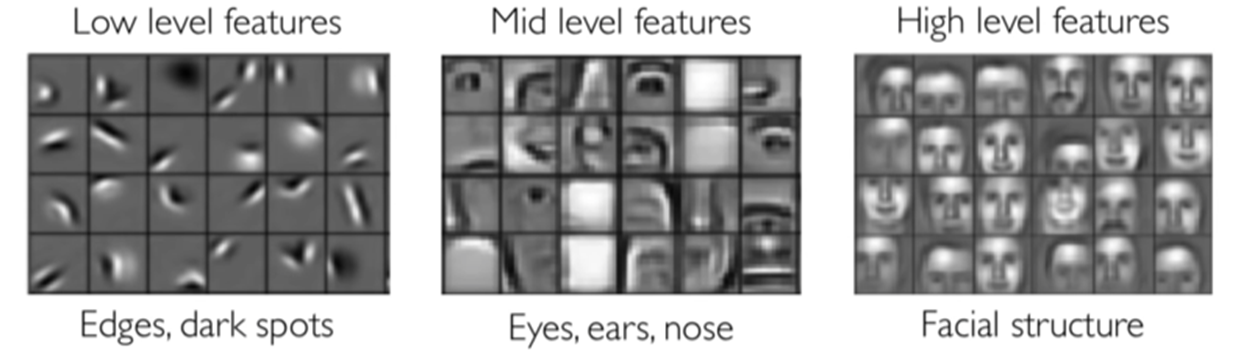 Low level features
Mid level features
High level features
Edges, dark spots
Eyes, ears, nose
Facial structure